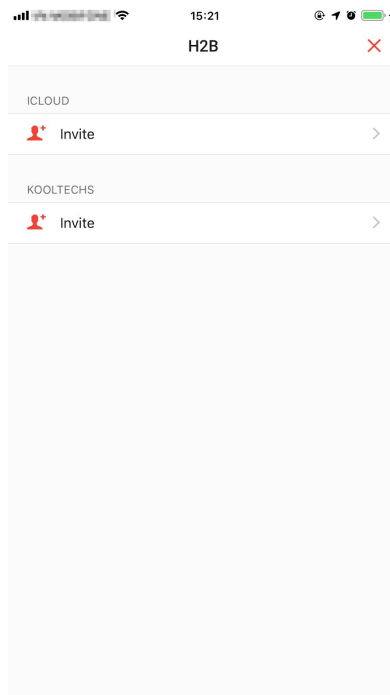 15:21
H2B
ICLOUD
Invite
KOOLTECHS
Invite